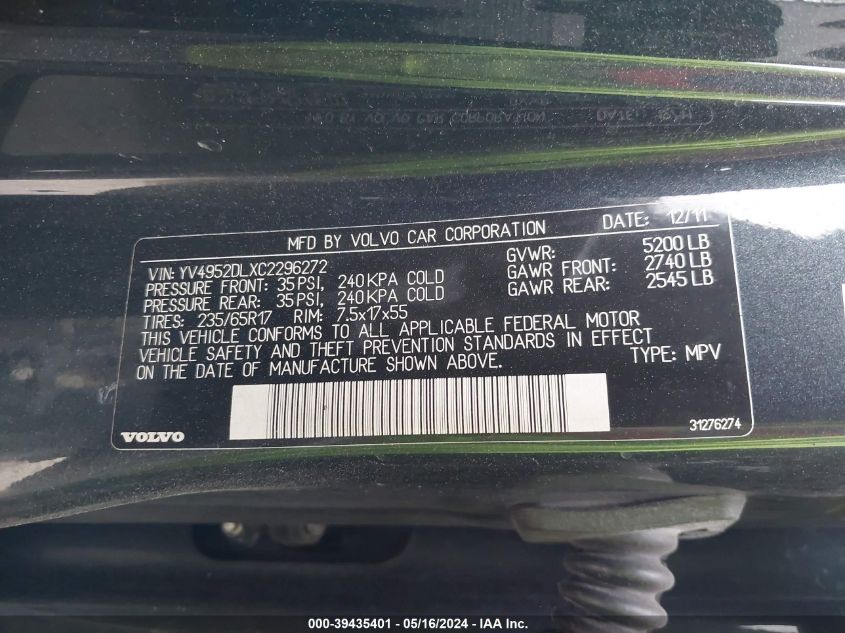 MFD BY VOLVO CAR CORPORATION DATE: 12/11
VIN: YV4952DLXC2296272 GVWR: 5200 LB
PRESSURE FRONT: 35 PSI, 240 KPA COLD GAWR FRONT: 2740 LB
PRESSURE REAR: 35 PSI, 240 KPA COLD GAWR REAR: 2545 LB
TIRES: 235/65R17 RIM: 7.5x17x55
THIS VEHICLE CONFORMS TO ALL APPLICABLE FEDERAL MOTOR
VEHICLE SAFETY AND THEFT PREVENTION STANDARDS IN EFFECT
ON THE DATE OF MANUFACTURE SHOWN ABOVE. TYPE: MPV
VOLVO 31276274
000-39435401 - 05/16/2024 - IAA Inc.